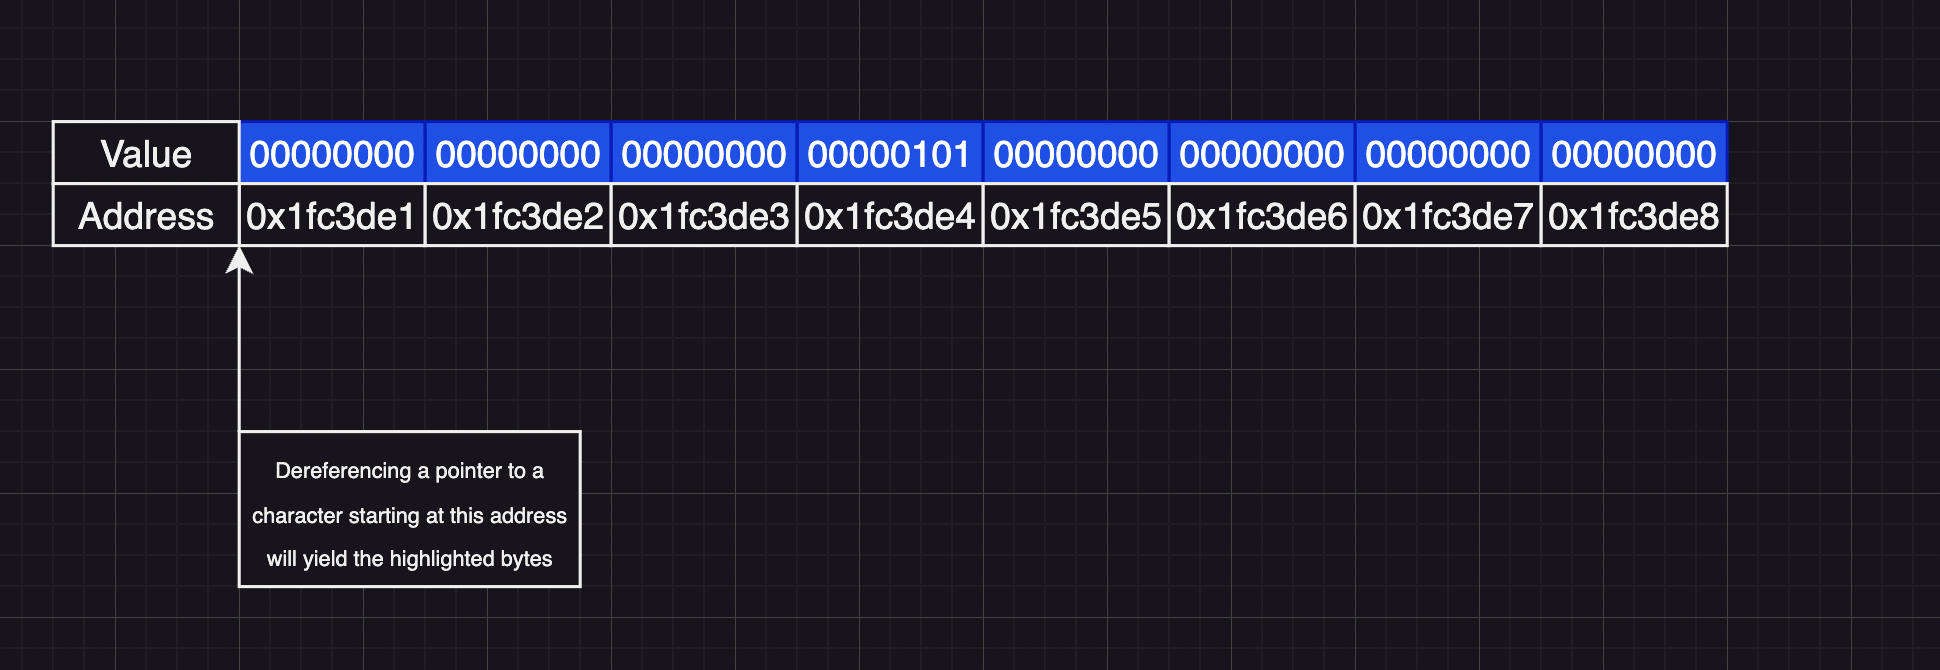 Value 00000000 00000000 00000000 00000101 00000000 00000000 00000000 00000000
Address 0x1fc3de1 0x1fc3de2 0x1fc3de3 0x1fc3de4 0x1fc3de5 0x1fc3de6 0x1fc3de7 0x1fc3de8
Dereferencing a pointer to a
character starting at this address
will yield the highlighted bytes